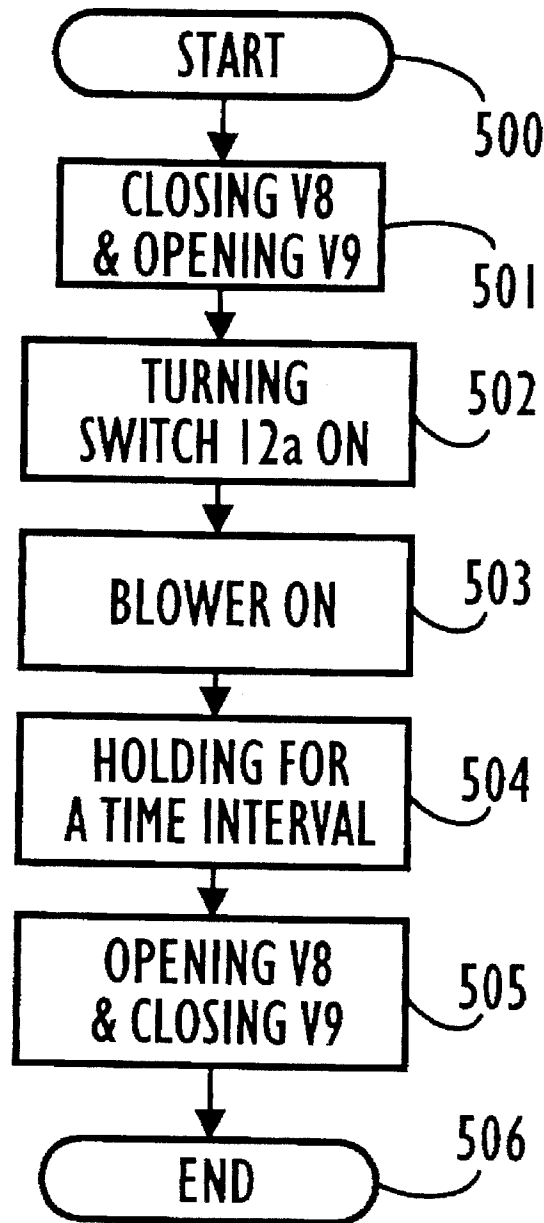 START
500
CLOSING V8
& OPENING V9
501
TURNING
SWITCH 12a ON
502
BLOWER ON
503
HOLDING FOR
A TIME INTERVAL
504
OPENING V8
& CLOSING V9
505
END
506